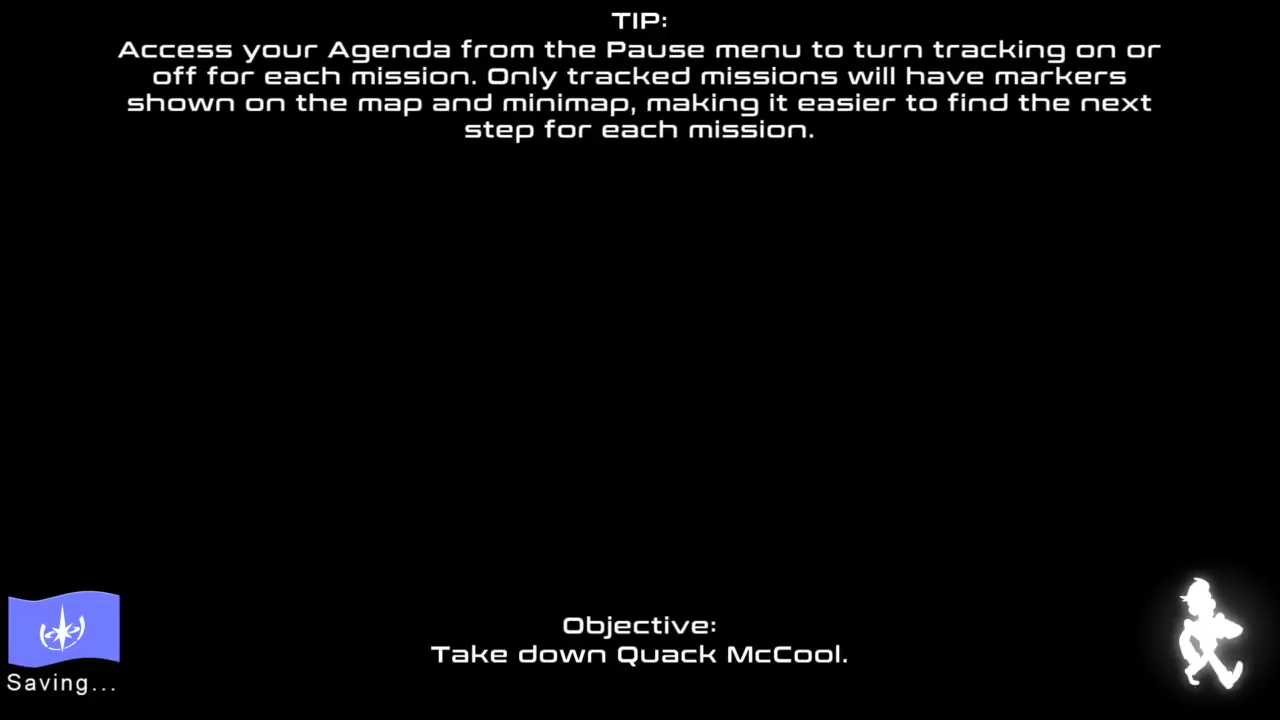 TIP:
Access your Agenda from the Pause menu to turn tracking on or
off for each mission. Only tracked missions will have markers
shown on the map and minimap, making it easier to find the next
step for each mission.
Objective:
Take down Quack McCool.
Saving...